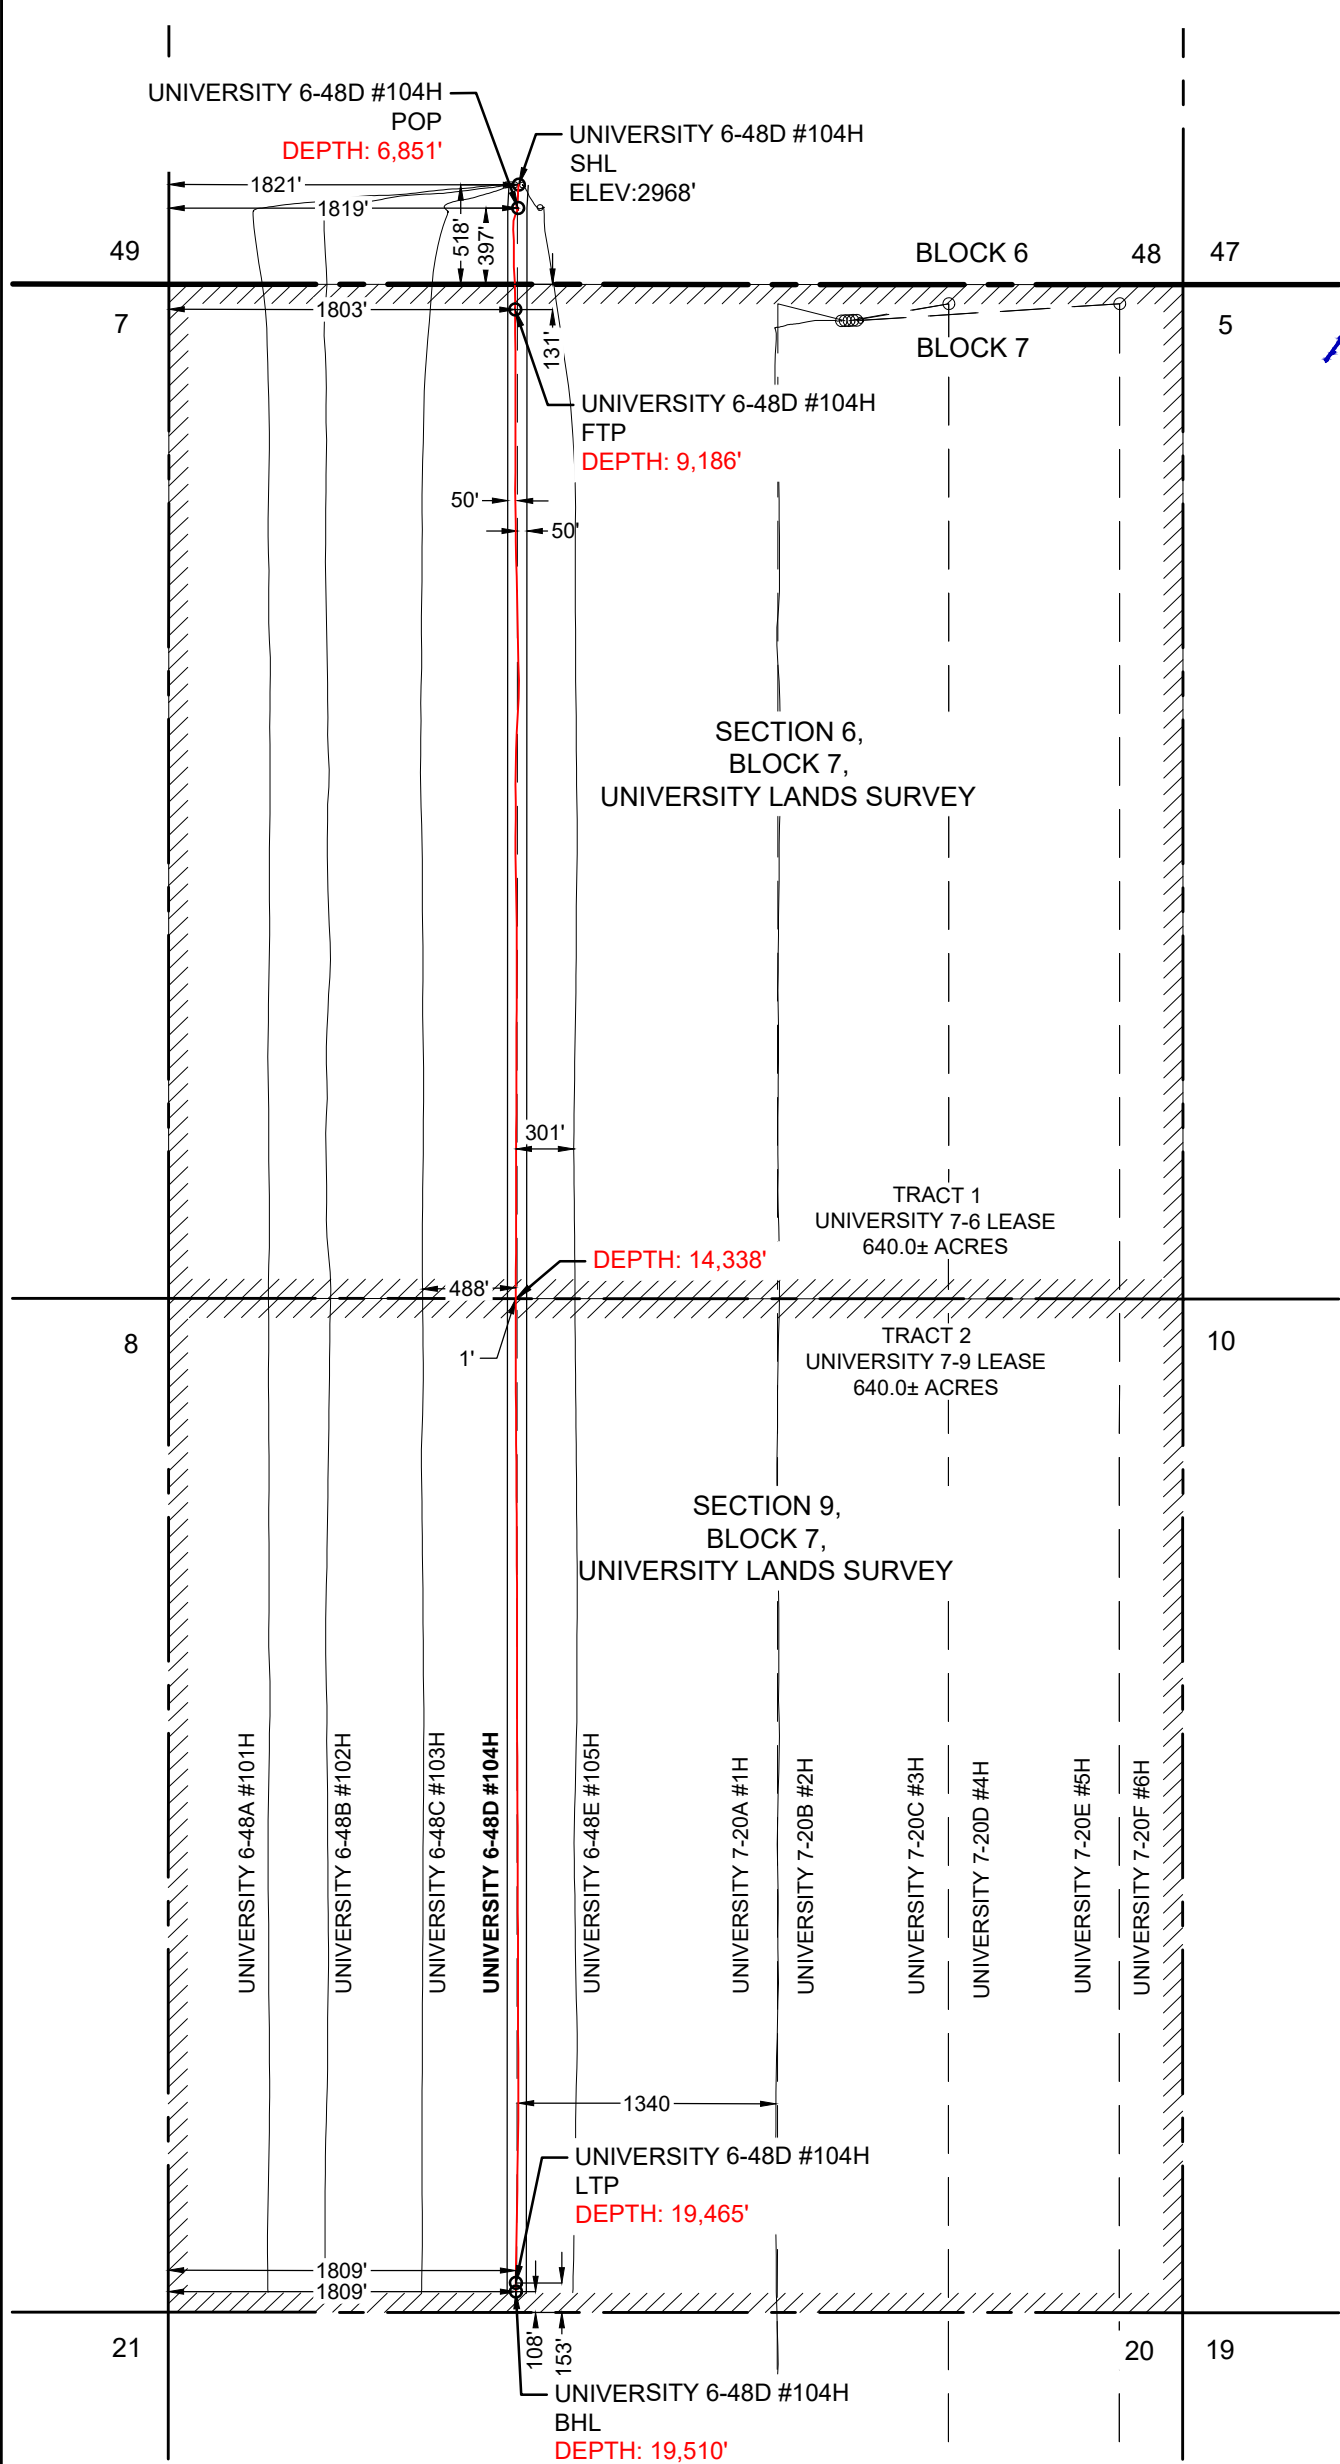 UNIVERSITY 6-48D #104H
POP
DEPTH: 6,851'
UNIVERSITY 6-48D #104H
SHL
ELEV:2968'
1821'
1819'
518'
397'
49
BLOCK 6
48
47
7
1803'
131'
BLOCK 7
5
UNIVERSITY 6-48D #104H
FTP
DEPTH: 9,186'
50'
50'
SECTION 6,
BLOCK 7,
UNIVERSITY LANDS SURVEY
301'
TRACT 1
UNIVERSITY 7-6 LEASE
640.0± ACRES
DEPTH: 14,338'
488'
1'
8
TRACT 2
UNIVERSITY 7-9 LEASE
640.0± ACRES
10
SECTION 9,
BLOCK 7,
UNIVERSITY LANDS SURVEY
UNIVERSITY 6-48A #101H
UNIVERSITY 6-48B #102H
UNIVERSITY 6-48C #103H
UNIVERSITY 6-48D #104H
UNIVERSITY 6-48E #105H
UNIVERSITY 7-20A #1H
UNIVERSITY 7-20B #2H
UNIVERSITY 7-20C #3H
UNIVERSITY 7-20D #4H
UNIVERSITY 7-20E #5H
UNIVERSITY 7-20F #6H
1340
UNIVERSITY 6-48D #104H
LTP
DEPTH: 19,465'
1809'
1809'
108'
153'
21
20
19
UNIVERSITY 6-48D #104H
BHL
DEPTH: 19,510'